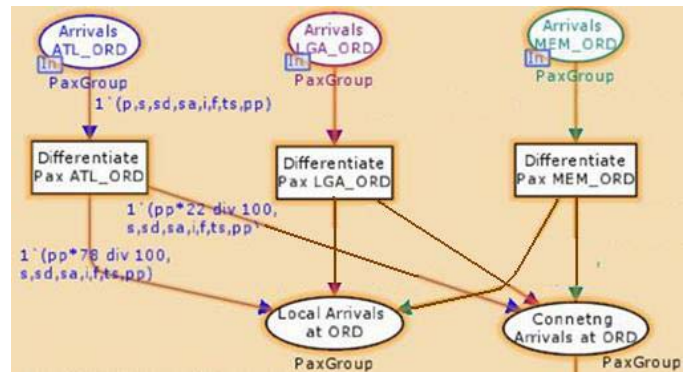 Arrivals
ATL_ORD
In
PaxGroup
Arrivals
LGA_ORD
In
PaxGroup
Arrivals
MEM_ORD
In
PaxGroup
1`(p,s,sd,sa,i,f,ts,pp)
Differentiate
Pax ATL_ORD
Differentiate
Pax LGA_ORD
Differentiate
Pax MEM_ORD
1`(pp*22 div 100,
s,sd,sa,i,f,ts,pp
1`(pp*78 div 100,
s,sd,sa,i,f,ts,pp)
Local Arrivals
at ORD
PaxGroup
Connetng
Arrivals at ORD
PaxGroup